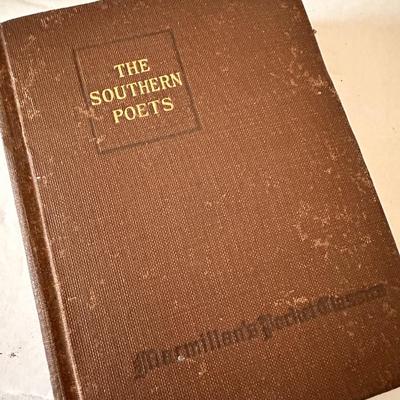 THE
SOUTHERN
POETS
Macmillan's Pocket Classics